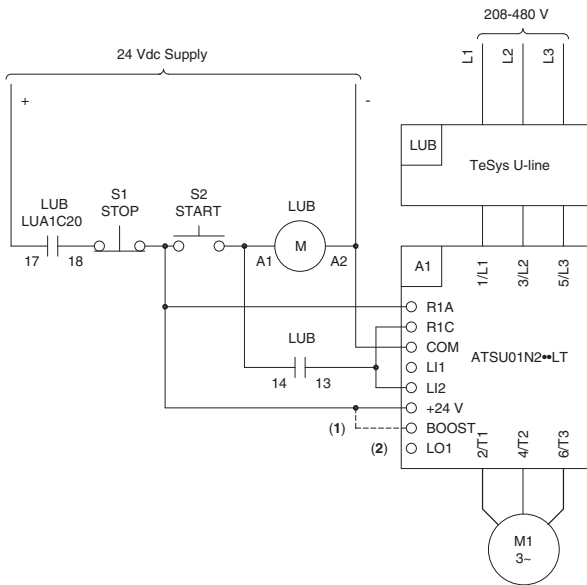 208-480 V
24 Vdc Supply
L1
L2
L3
+
-
LUB
TeSys U-line
LUB
LUA1C20
S1
STOP
S2
START
LUB
17
18
A1
M
A2
A1
1/L1
3/L2
5/L3
R1A
R1C
COM
ATSU01N2••LT
LI1
LI2
+24 V
BOOST
LO1
LUB
14
13
(1)
(2)
2/T1
4/T2
6/T3
M1
3~